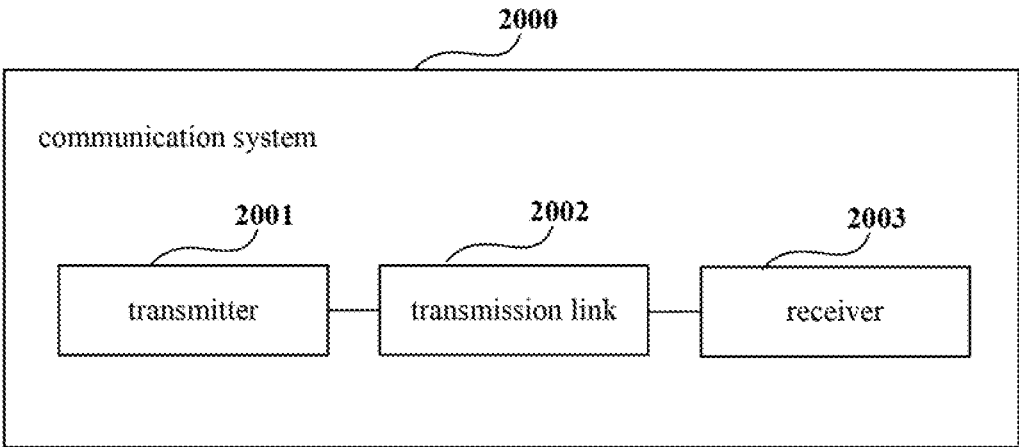 2000
communication system
2001
2002
2003
transmitter
transmission link
receiver